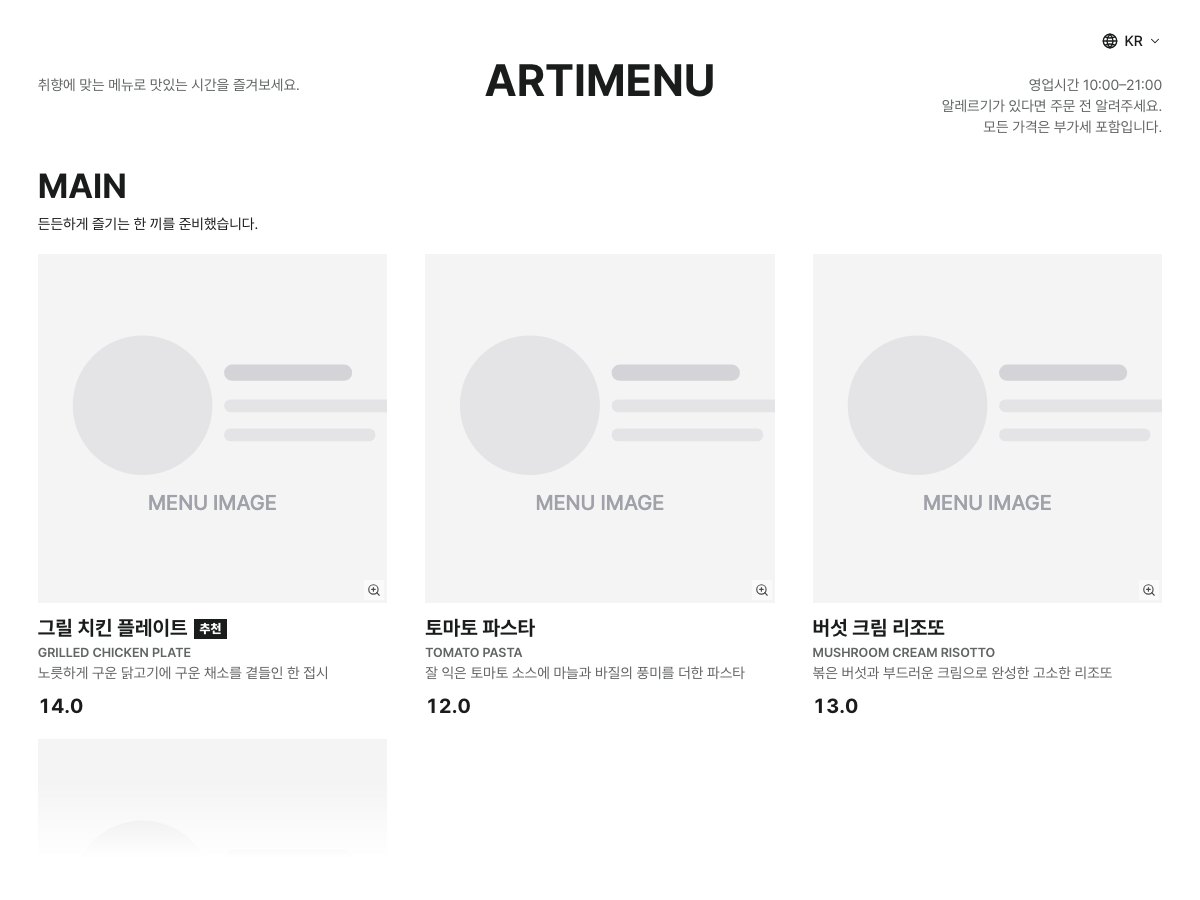 KR
취향에 맞는 메뉴로 맛있는 시간을 즐겨보세요.
ARTIMENU
영업시간 10:00–21:00
알레르기가 있다면 주문 전 알려주세요.
모든 가격은 부가세 포함입니다.
MAIN
든든하게 즐기는 한 끼를 준비했습니다.
MENU IMAGE
MENU IMAGE
MENU IMAGE
그릴 치킨 플레이트 추천
GRILLED CHICKEN PLATE
노릇하게 구운 닭고기에 구운 채소를 곁들인 한 접시
14.0
토마토 파스타
TOMATO PASTA
잘 익은 토마토 소스에 마늘과 바질의 풍미를 더한 파스타
12.0
버섯 크림 리조또
MUSHROOM CREAM RISOTTO
볶은 버섯과 부드러운 크림으로 완성한 고소한 리조또
13.0